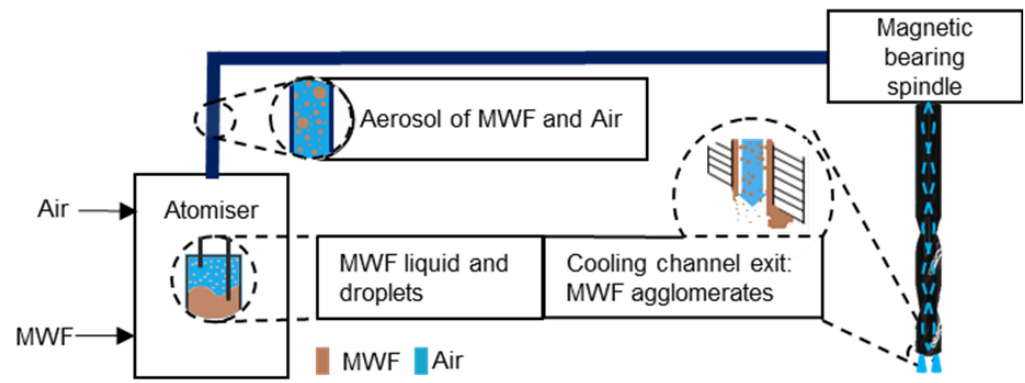 Magnetic
bearing
spindle
Aerosol of MWF and Air
Air
Atomiser
MWF liquid and
droplets
Cooling channel exit:
MWF agglomerates
MWF
MWF
Air